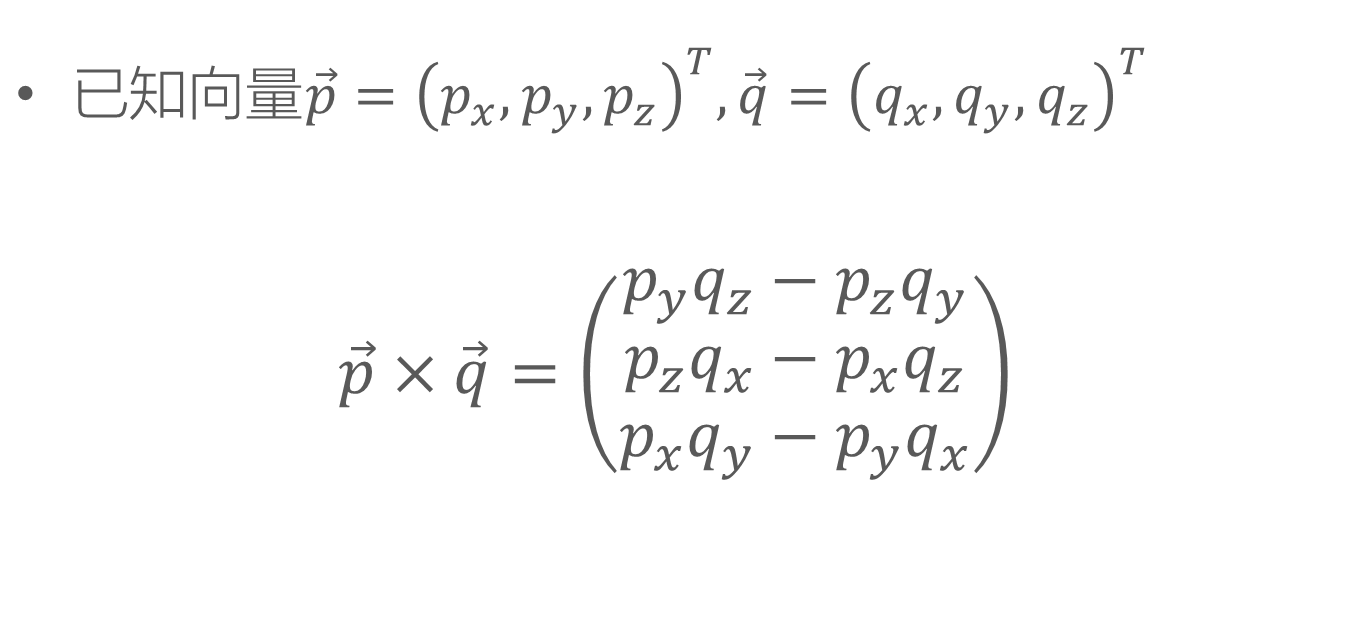 • 已知向量p⃗ = (pₓ, p_y, p_z)^T, q⃗ = (qₓ, q_y, q_z)^T
p⃗ × q⃗ = ( p_y q_z − p_z q_y
p_z qₓ − pₓ q_z
pₓ q_y − p_y qₓ )